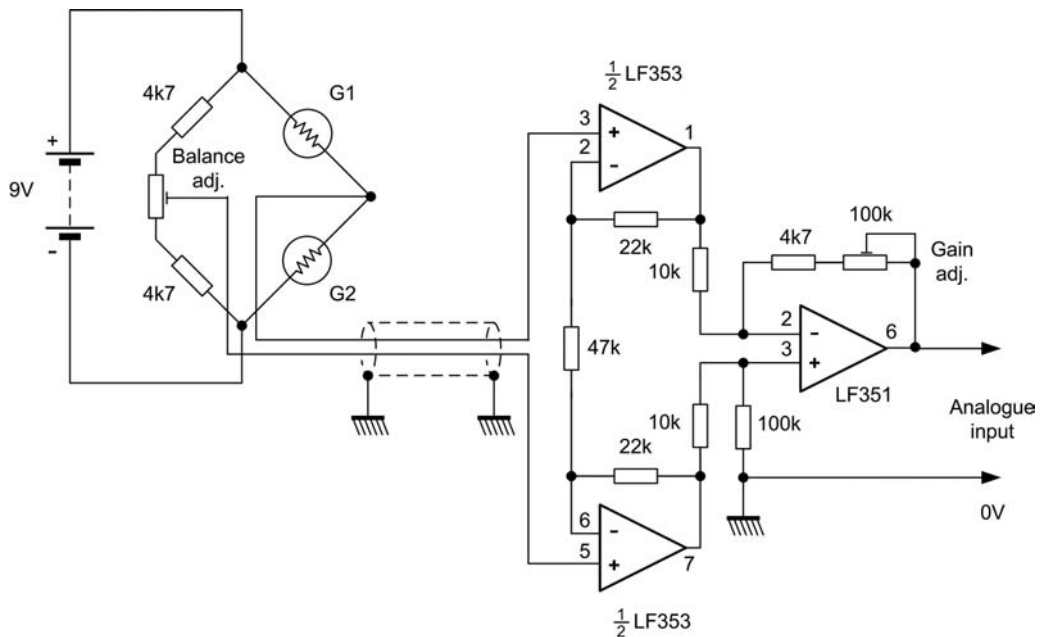 ½ LF353
4k7
G1
3
+
1
2
-
+
Balance
adj.
9V
22k
100k
4k7
Gain
adj.
10k
-
4k7
G2
2
-
6
3
+
47k
LF351
10k
100k
Analogue
input
22k
6
-
0V
5
+
7
½ LF353